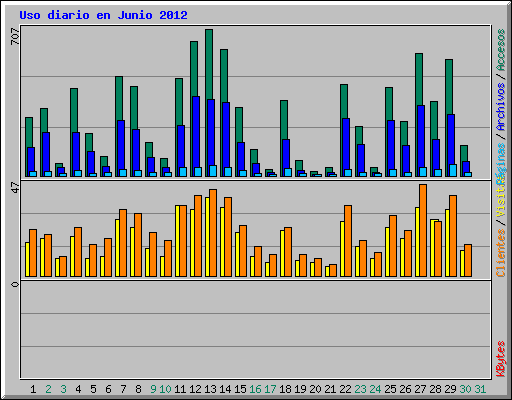 Uso diario en Junio 2012
707
47
0
Clientes / Visitas
Páginas / Archivos / Accesos
KBytes
1 2 3 4 5 6 7 8 9 10 11 12 13 14 15 16 17 18 19 20 21 22 23 24 25 26 27 28 29 30 31